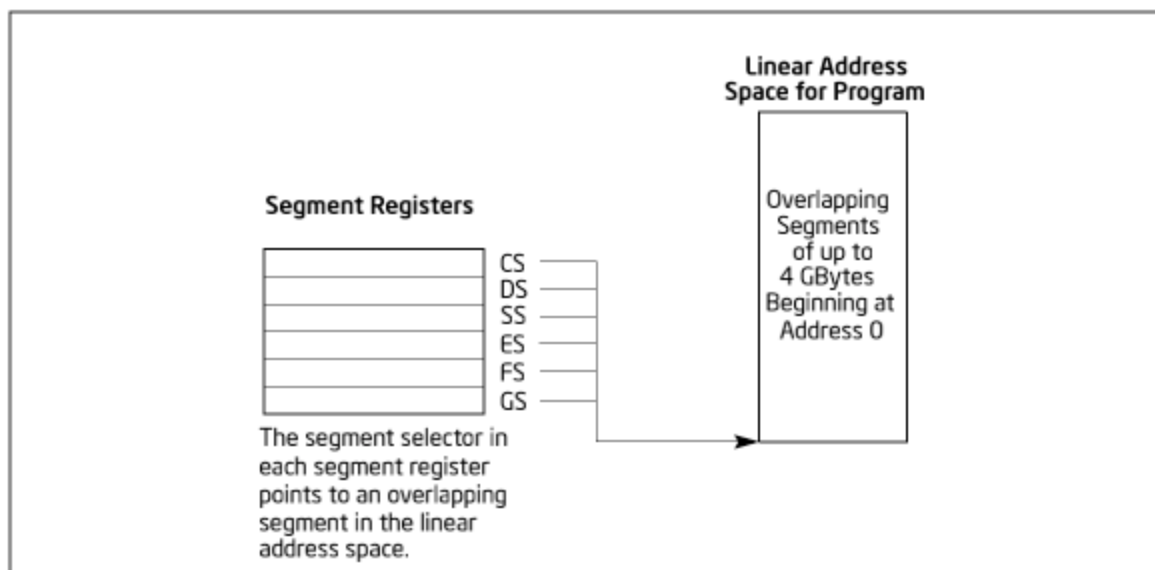 Linear Address
Space for Program
Overlapping
Segments
of up to
4 GBytes
Beginning at
Address 0
Segment Registers
CS
DS
SS
ES
FS
GS
The segment selector in
each segment register
points to an overlapping
segment in the linear
address space.